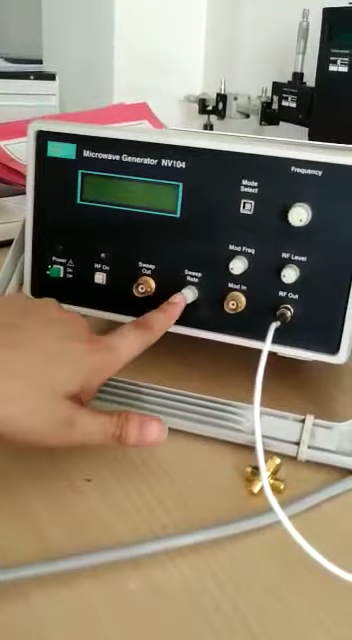 Microwave Generator NV104
Frequency
Mode
Select
Power
On
Off
RF On
Sweep
Out
Sweep
Rate
Mod Freq
Mod In
RF Level
RF Out